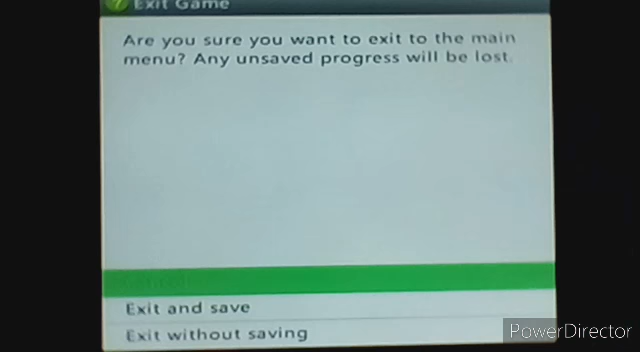 ? Exit Game
Are you sure you want to exit to the main
menu? Any unsaved progress will be lost.
Exit and save
Exit without saving
PowerDirector